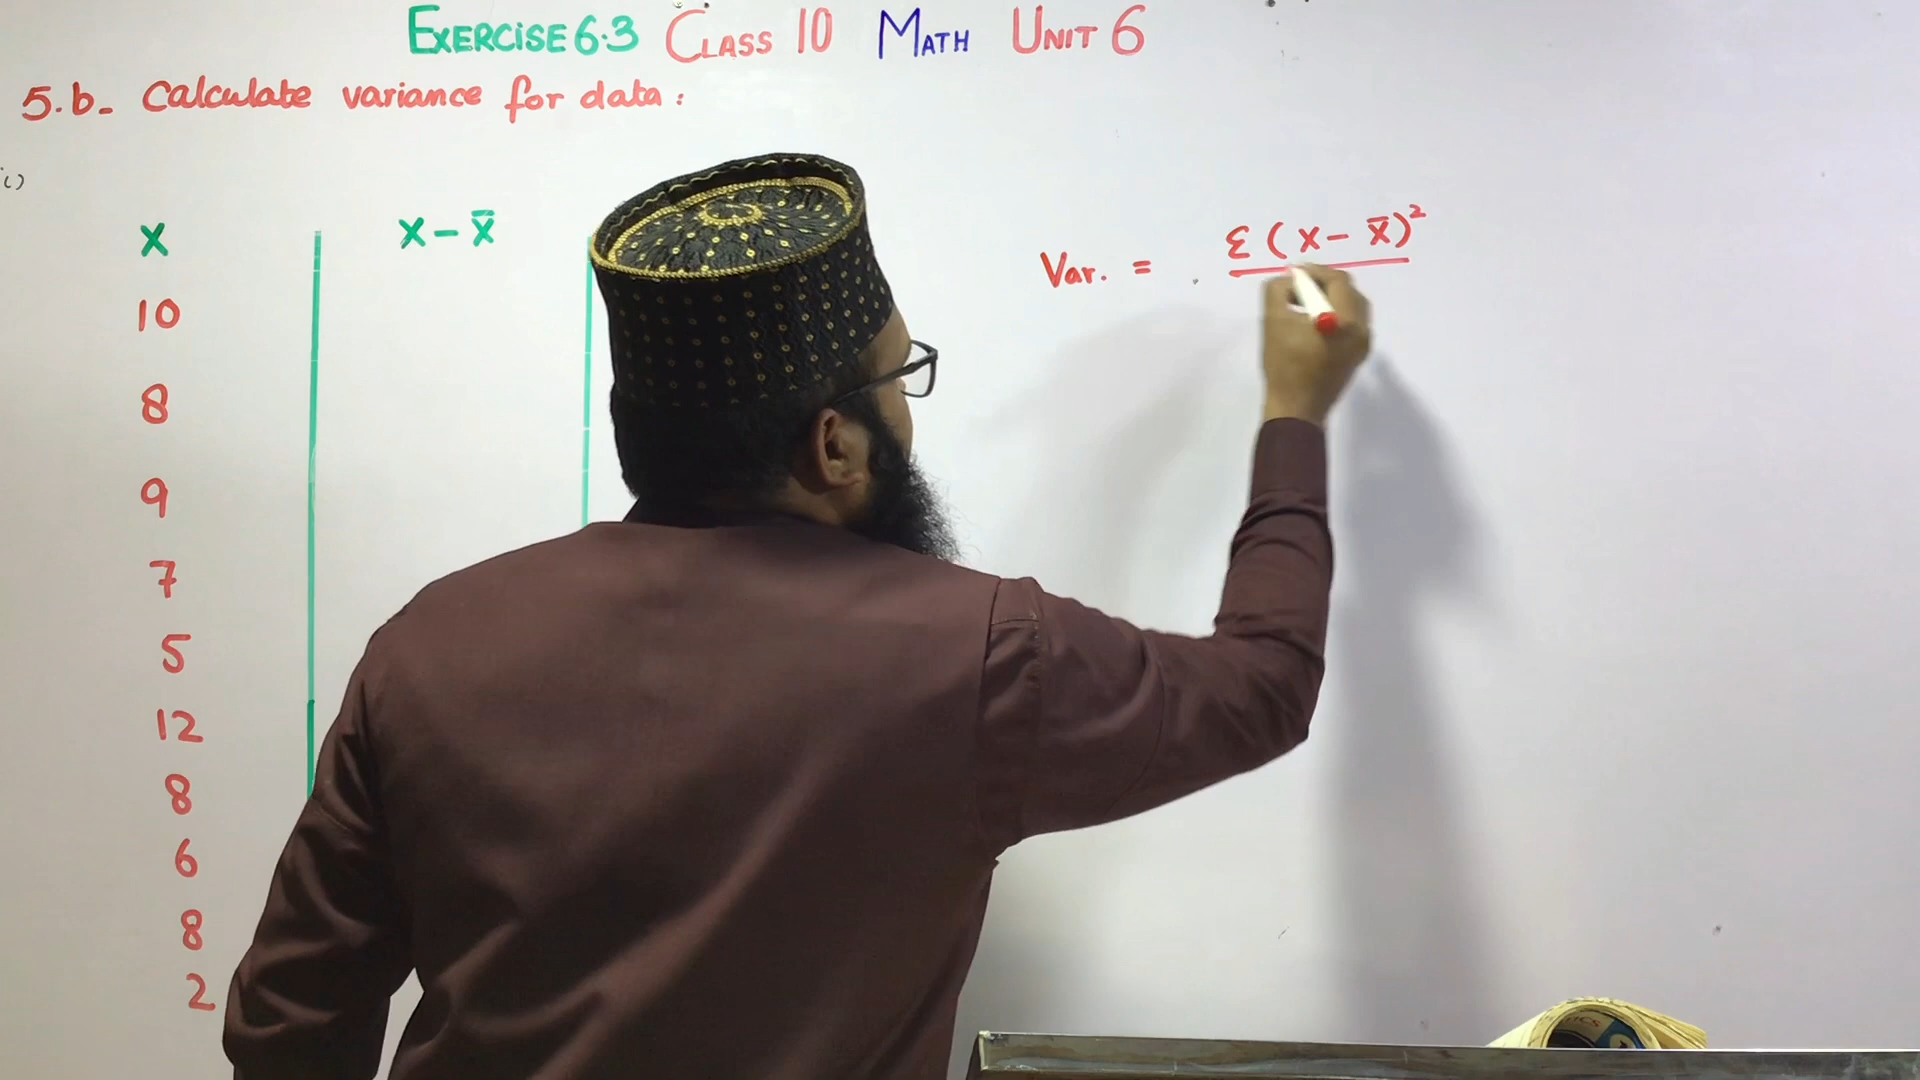 EXERCISE 6.3 CLASS 10 MATH UNIT 6
5.b- Calculate variance for data:
X X-X̄
Var. = Σ(X-X̄)²
10
8
9
7
5
12
8
6
8
2